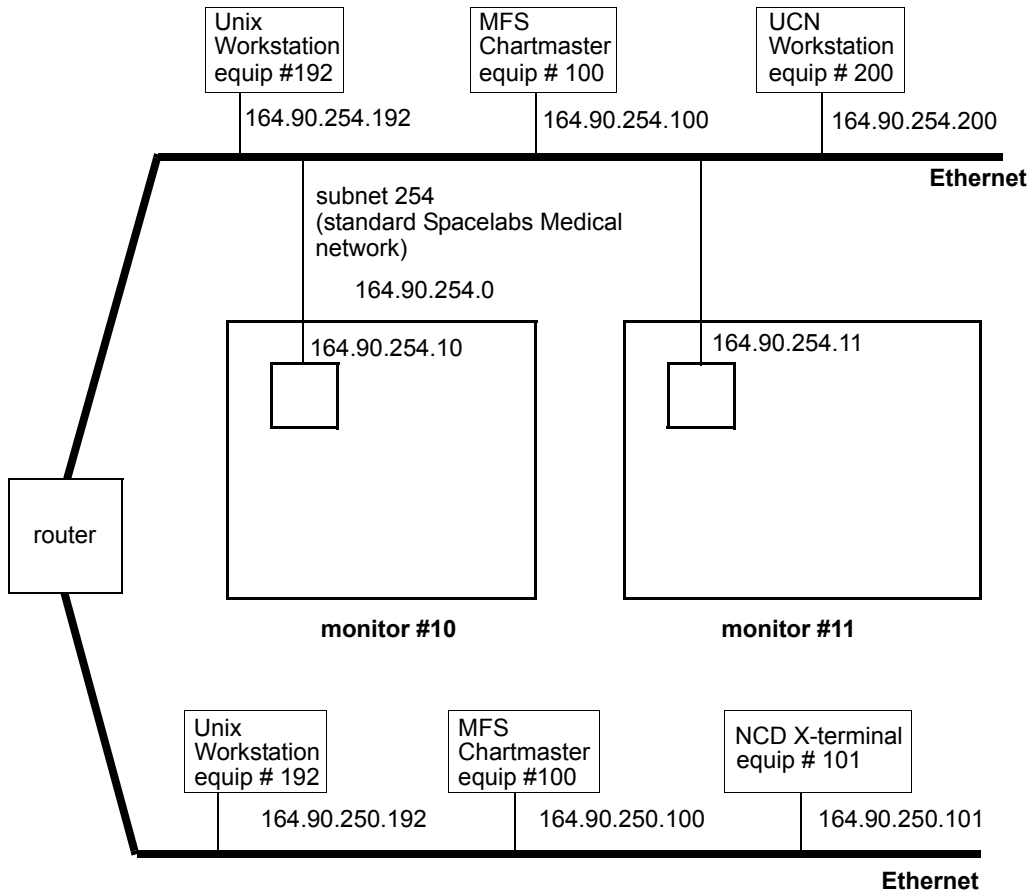 Unix
Workstation
equip #192
MFS
Chartmaster
equip # 100
UCN
Workstation
equip # 200
164.90.254.192
164.90.254.100
164.90.254.200
Ethernet
subnet 254
(standard Spacelabs Medical
network)
164.90.254.0
164.90.254.10
164.90.254.11
router
monitor #10
monitor #11
Unix
Workstation
equip # 192
MFS
Chartmaster
equip #100
NCD X-terminal
equip # 101
164.90.250.192
164.90.250.100
164.90.250.101
Ethernet